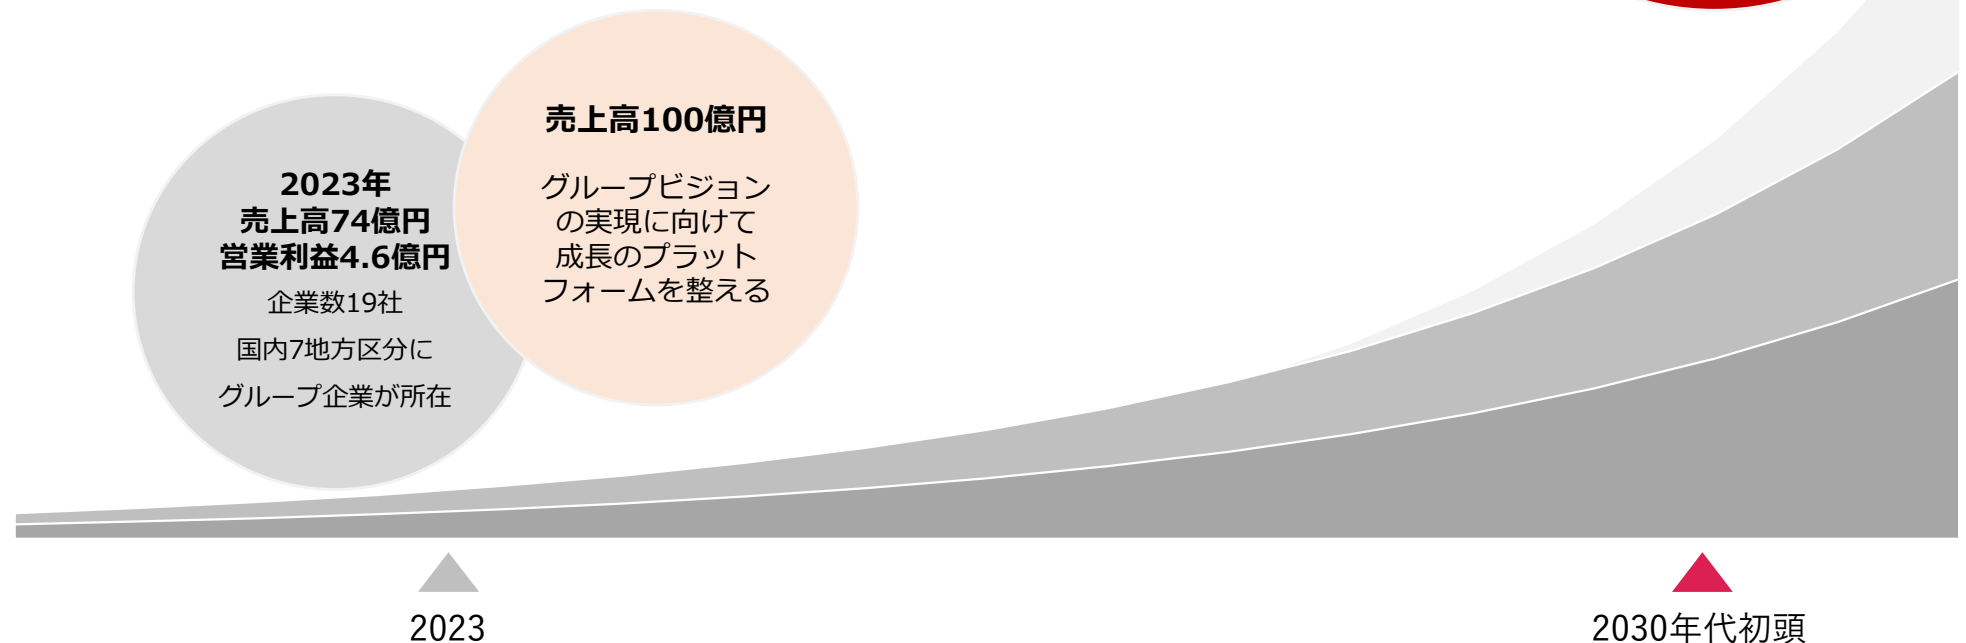 2023年
売上高74億円
営業利益4.6億円
企業数19社
国内7地方区分に
グループ企業が所在
売上高100億円
グループビジョン
の実現に向けて
成長のプラット
フォームを整える
2023
2030年代初頭